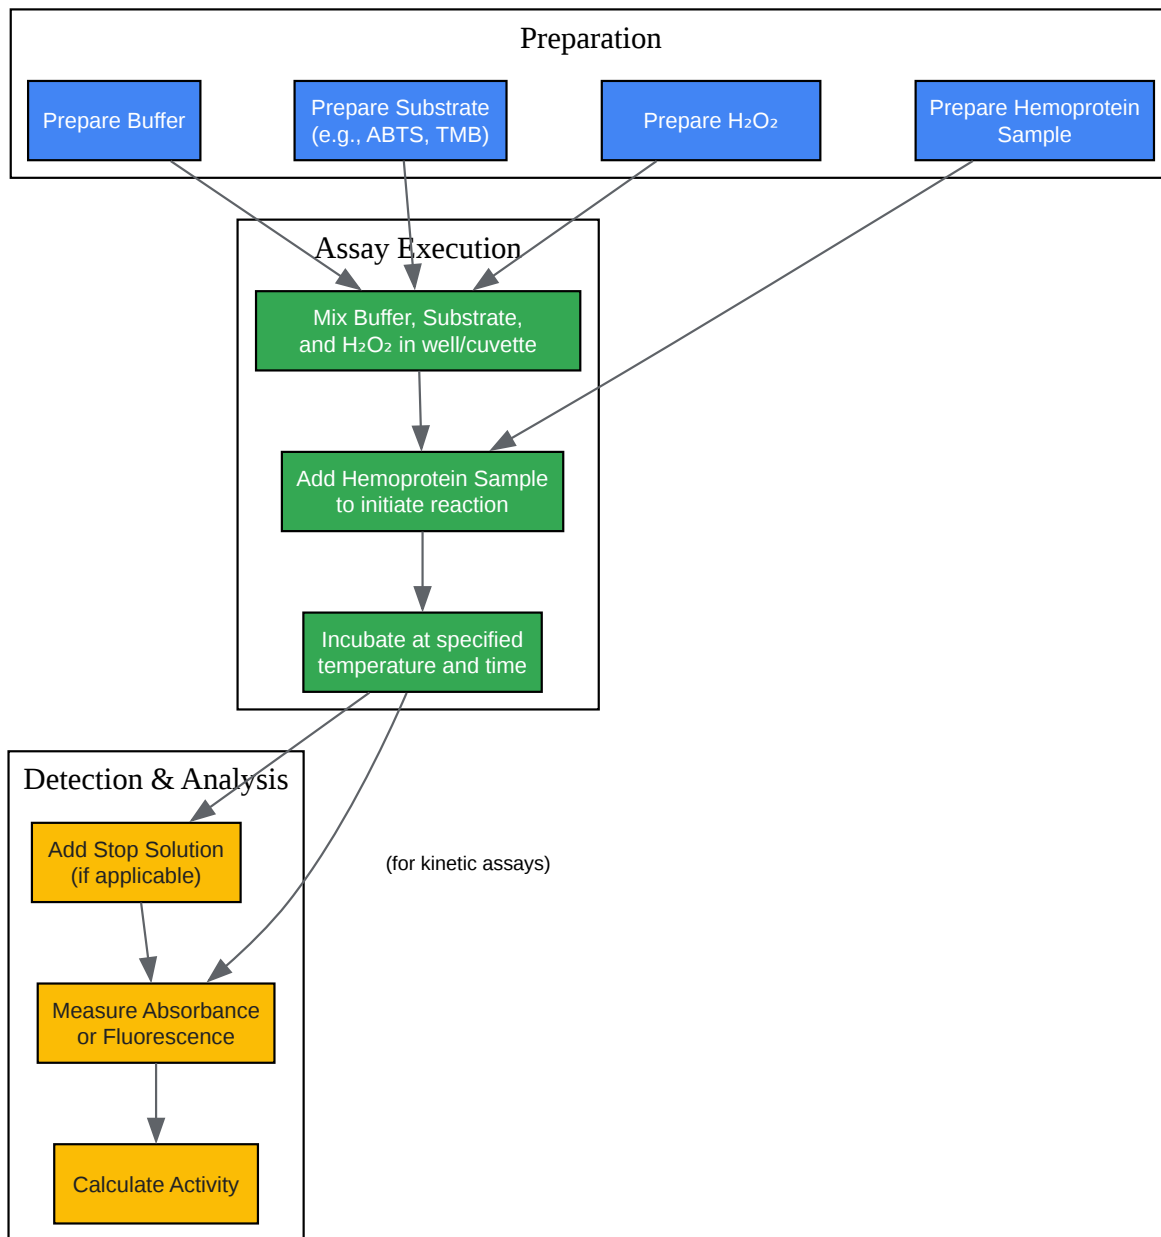 Preparation
Prepare Buffer
Prepare Substrate
(e.g., ABTS, TMB)
Prepare H₂O₂
Prepare Hemoprotein
Sample
Assay Execution
Mix Buffer, Substrate,
and H₂O₂ in well/cuvette
Add Hemoprotein Sample
to initiate reaction
Incubate at specified
temperature and time
Detection & Analysis
Add Stop Solution
(if applicable)
(for kinetic assays)
Measure Absorbance
or Fluorescence
Calculate Activity